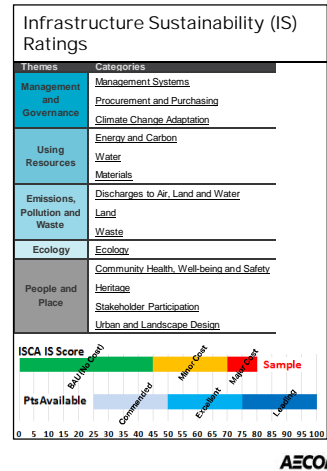 Infrastructure Sustainability (IS)
Ratings
Themes Categories
Management
and
Governance
Management Systems
Procurement and Purchasing
Climate Change Adaptation
Using
Resources
Energy and Carbon
Water
Materials
Emissions,
Pollution and
Waste
Discharges to Air, Land and Water
Land
Waste
Ecology
Ecology
People and
Place
Community Health, Well-being and Safety
Heritage
Stakeholder Participation
Urban and Landscape Design
ISCA IS Score
BAU (No Cost)
Minor Cost
Major Cost
Sample
Pts Available
Commended
Excellent
Leading
0 5 10 15 20 25 30 35 40 45 50 55 60 65 70 75 80 85 90 95 100